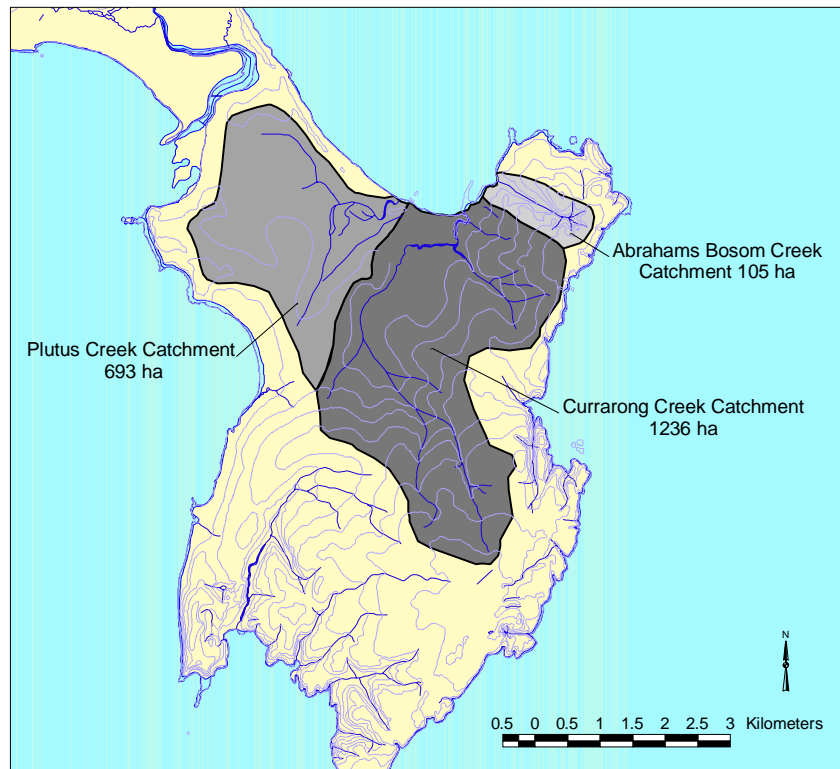 Abrahams Bosom Creek
Catchment 105 ha
Plutus Creek Catchment
693 ha
Currarong Creek Catchment
1236 ha
N
0.5 0 0.5 1 1.5 2 2.5 3 Kilometers